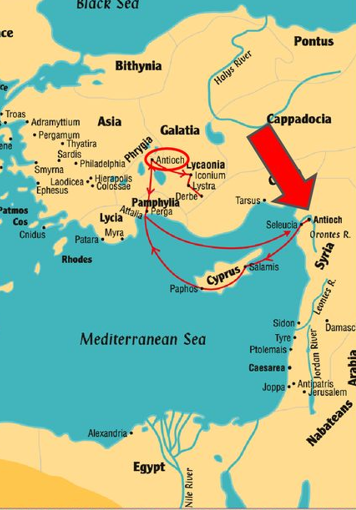 Black Sea
ce
Pontus
Bithynia
Halys River
Troas
Adramyttium
ce
ene
Pergamum
Asia
Thyatira
Phrygia
Galatia
Cappadocia
Sardis
Philadelphia
Antioch
Lycaonia
Smyrna
Hierapolis
Iconium
Laodicea
Colossae
Lystra
Ephesus
Derbe
Tarsus
C
Patmos
Pamphylia
Cos
Lycia
Attalia
Perga
Antioch
Seleucia
Cnidus
Patara
Myra
Orontes R.
Rhodes
Syria
Cyprus
Salamis
Paphos
Leontes R.
Mediterranean Sea
Sidon
Damasc
Tyre
Ptolemais
Jordan River
Caesarea
Arabia
Joppa
Antipatris
Jerusalem
Nabateans
Alexandria
Egypt
Nile River